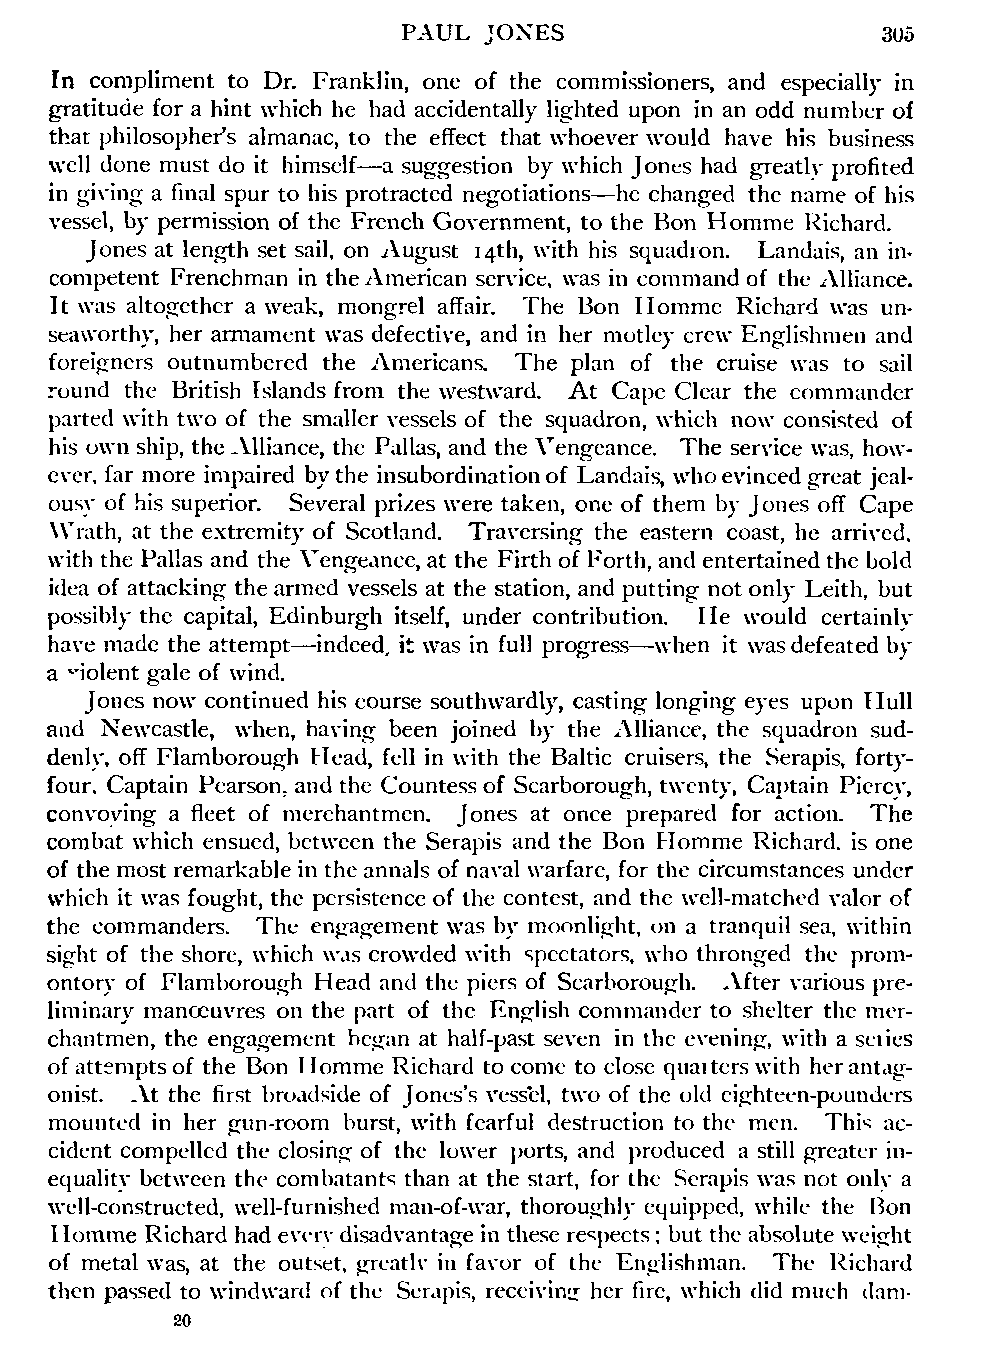 PAUL JONES 305
In compliment to Dr. Franklin, one of the commissioners, and especially in
gratitude for a hint which he had accidentally lighted upon in an odd number of
that philosopher's almanac, to the effect that whoever would have his business
well done must do it himself—a suggestion by which Jones had greatly profited
in giving a final spur to his protracted negotiations—he changed the name of his
vessel, by permission of the French Government, to the Bon Homme Richard.
Jones at length set sail, on August 14th, with his squadron. Landais, an in-
competent Frenchman in the American service, was in command of the Alliance.
It was altogether a weak, mongrel affair. The Bon Homme Richard was un-
seaworthy, her armament was defective, and in her motley crew Englishmen and
foreigners outnumbered the Americans. The plan of the cruise was to sail
round the British Islands from the westward. At Cape Clear the commander
parted with two of the smaller vessels of the squadron, which now consisted of
his own ship, the Alliance, the Pallas, and the Vengeance. The service was, how-
ever, far more impaired by the insubordination of Landais, who evinced great jeal-
ousy of his superior. Several prizes were taken, one of them by Jones off Cape
Wrath, at the extremity of Scotland. Traversing the eastern coast, he arrived,
with the Pallas and the Vengeance, at the Firth of Forth, and entertained the bold
idea of attacking the armed vessels at the station, and putting not only Leith, but
possibly the capital, Edinburgh itself, under contribution. He would certainly
have made the attempt—indeed, it was in full progress—when it was defeated by
a violent gale of wind.
Jones now continued his course southwardly, casting longing eyes upon Hull
and Newcastle, when, having been joined by the Alliance, the squadron sud-
denly, off Flamborough Head, fell in with the Baltic cruisers, the Serapis, forty-
four, Captain Pearson, and the Countess of Scarborough, twenty, Captain Piercy,
convoying a fleet of merchantmen. Jones at once prepared for action. The
combat which ensued, between the Serapis and the Bon Homme Richard, is one
of the most remarkable in the annals of naval warfare, for the circumstances under
which it was fought, the persistence of the contest, and the well-matched valor of
the commanders. The engagement was by moonlight, on a tranquil sea, within
sight of the shore, which was crowded with spectators, who thronged the prom-
ontory of Flamborough Head and the piers of Scarborough. After various pre-
liminary manœuvres on the part of the English commander to shelter the mer-
chantmen, the engagement began at half-past seven in the evening, with a series
of attempts of the Bon Homme Richard to come to close quarters with her antag-
onist. At the first broadside of Jones's vessel, two of the old eighteen-pounders
mounted in her gun-room burst, with fearful destruction to the men. This ac-
cident compelled the closing of the lower ports, and produced a still greater in-
equality between the combatants than at the start, for the Serapis was not only a
well-constructed, well-furnished man-of-war, thoroughly equipped, while the Bon
Homme Richard had every disadvantage in these respects; but the absolute weight
of metal was, at the outset, greatly in favor of the Englishman. The Richard
then passed to windward of the Serapis, receiving her fire, which did much dam-
20